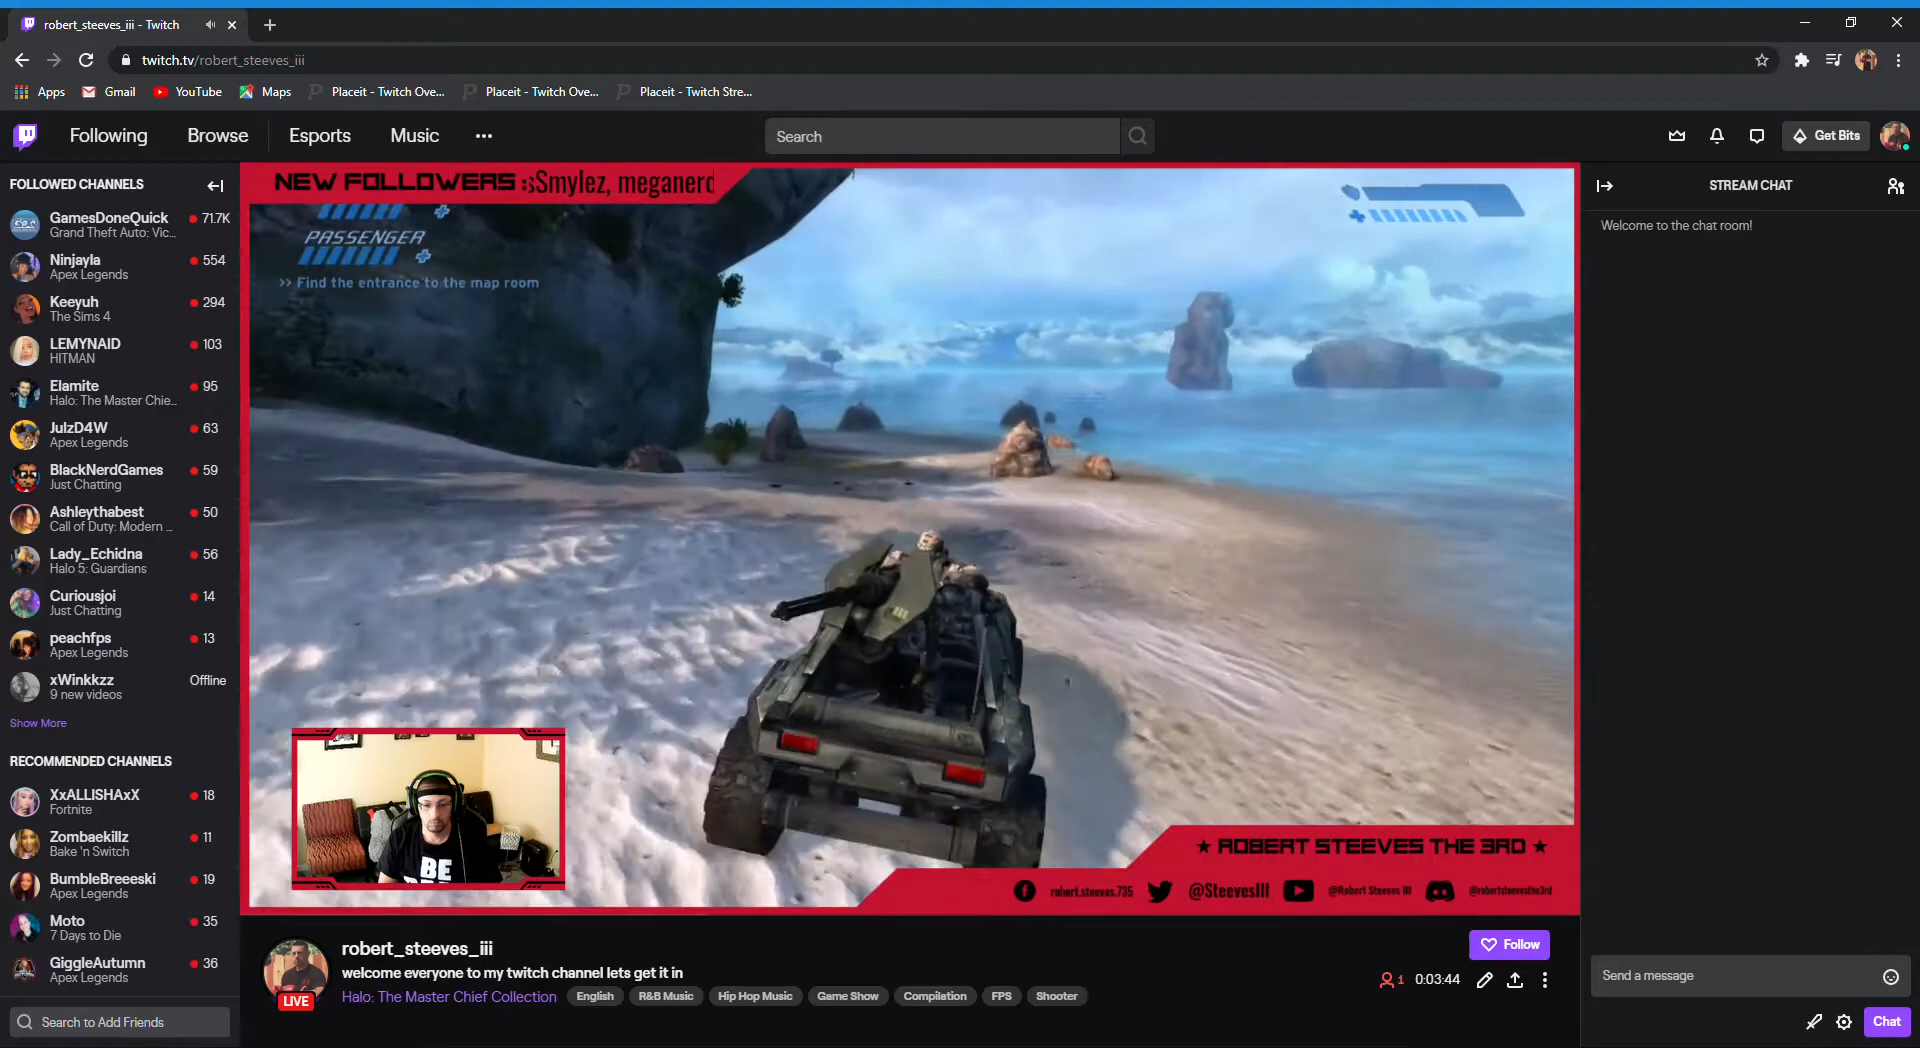 robert_steeves_iii - Twitch
twitch.tv/robert_steeves_iii
Apps Gmail YouTube Maps Placeit - Twitch Ove... Placeit - Twitch Ove... Placeit - Twitch Stre...
Following Browse Esports Music Search Get Bits
FOLLOWED CHANNELS
GamesDoneQuick 71.7K
Grand Theft Auto: Vic...
Ninjayla 554
Apex Legends
Keeyuh 294
The Sims 4
LEMYNAID 103
HITMAN
Elamite 95
Halo: The Master Chie...
JulzD4W 63
Apex Legends
BlackNerdGames 59
Just Chatting
Ashleythabest 50
Call of Duty: Modern ...
Lady_Echidna 56
Halo 5: Guardians
Curiousjoi 14
Just Chatting
peachfps 13
Apex Legends
xWinkkzz Offline
9 new videos
Show More
RECOMMENDED CHANNELS
XxALLISHAxX 18
Fortnite
Zombaekillz 11
Bake 'n Switch
BumbleBreeeski 19
Apex Legends
Moto 35
7 Days to Die
GiggleAutumn 36
Apex Legends
Search to Add Friends
NEW FOLLOWERS :sSmylez, meganerd
PASSENGER
>> Find the entrance to the map room
BE
★ ROBERT STEEVES THE 3RD ★
robert.steeves.735 @SteevesIII @Robert Steeves III @robertsteevesthe3rd
robert_steeves_iii
welcome everyone to my twitch channel lets get it in
LIVE
Halo: The Master Chief Collection English R&B Music Hip Hop Music Game Show Compilation FPS Shooter
Follow
1 0:03:44
STREAM CHAT
Welcome to the chat room!
Send a message
Chat